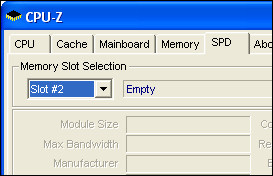 CPU-Z
CPU Cache Mainboard Memory SPD
Memory Slot Selection
Slot #2 Empty
Module Size
Max Bandwidth
Manufacturer